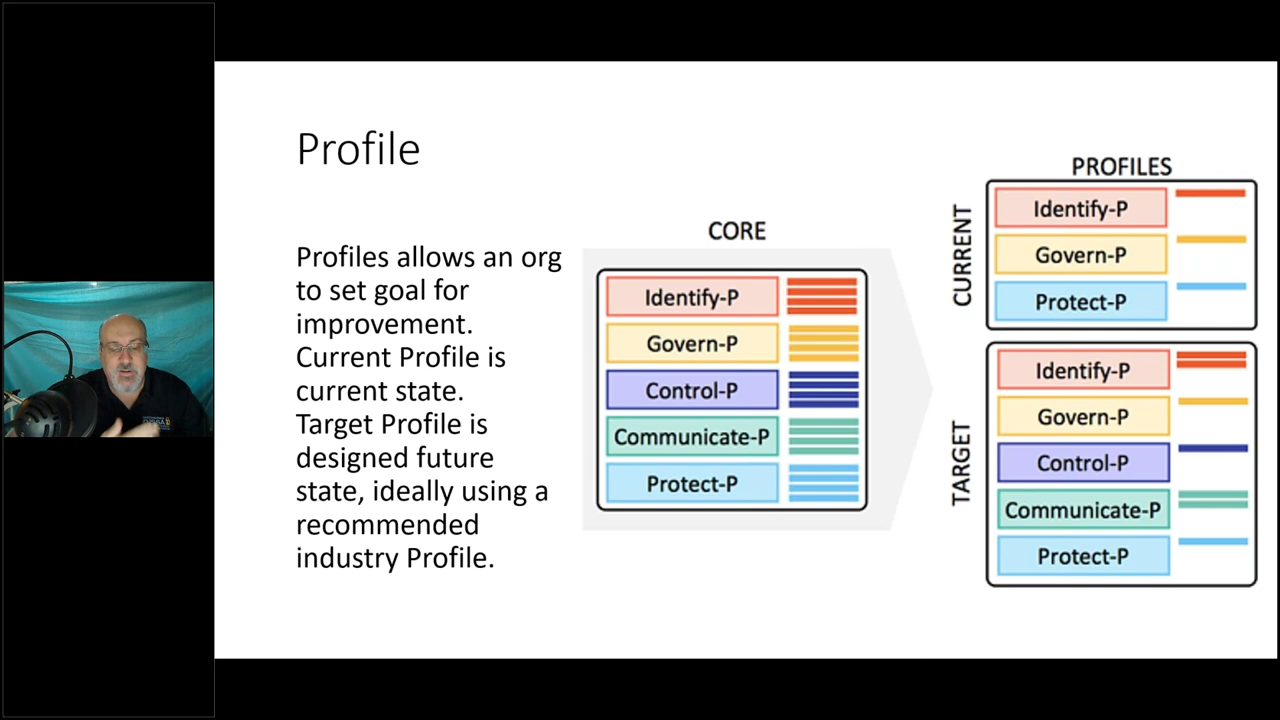 Profile
Profiles allows an org
to set goal for
improvement.
Current Profile is
current state.
Target Profile is
designed future
state, ideally using a
recommended
industry Profile.
CORE
Identify-P
Govern-P
Control-P
Communicate-P
Protect-P
PROFILES
CURRENT
Identify-P
Govern-P
Protect-P
TARGET
Identify-P
Govern-P
Control-P
Communicate-P
Protect-P